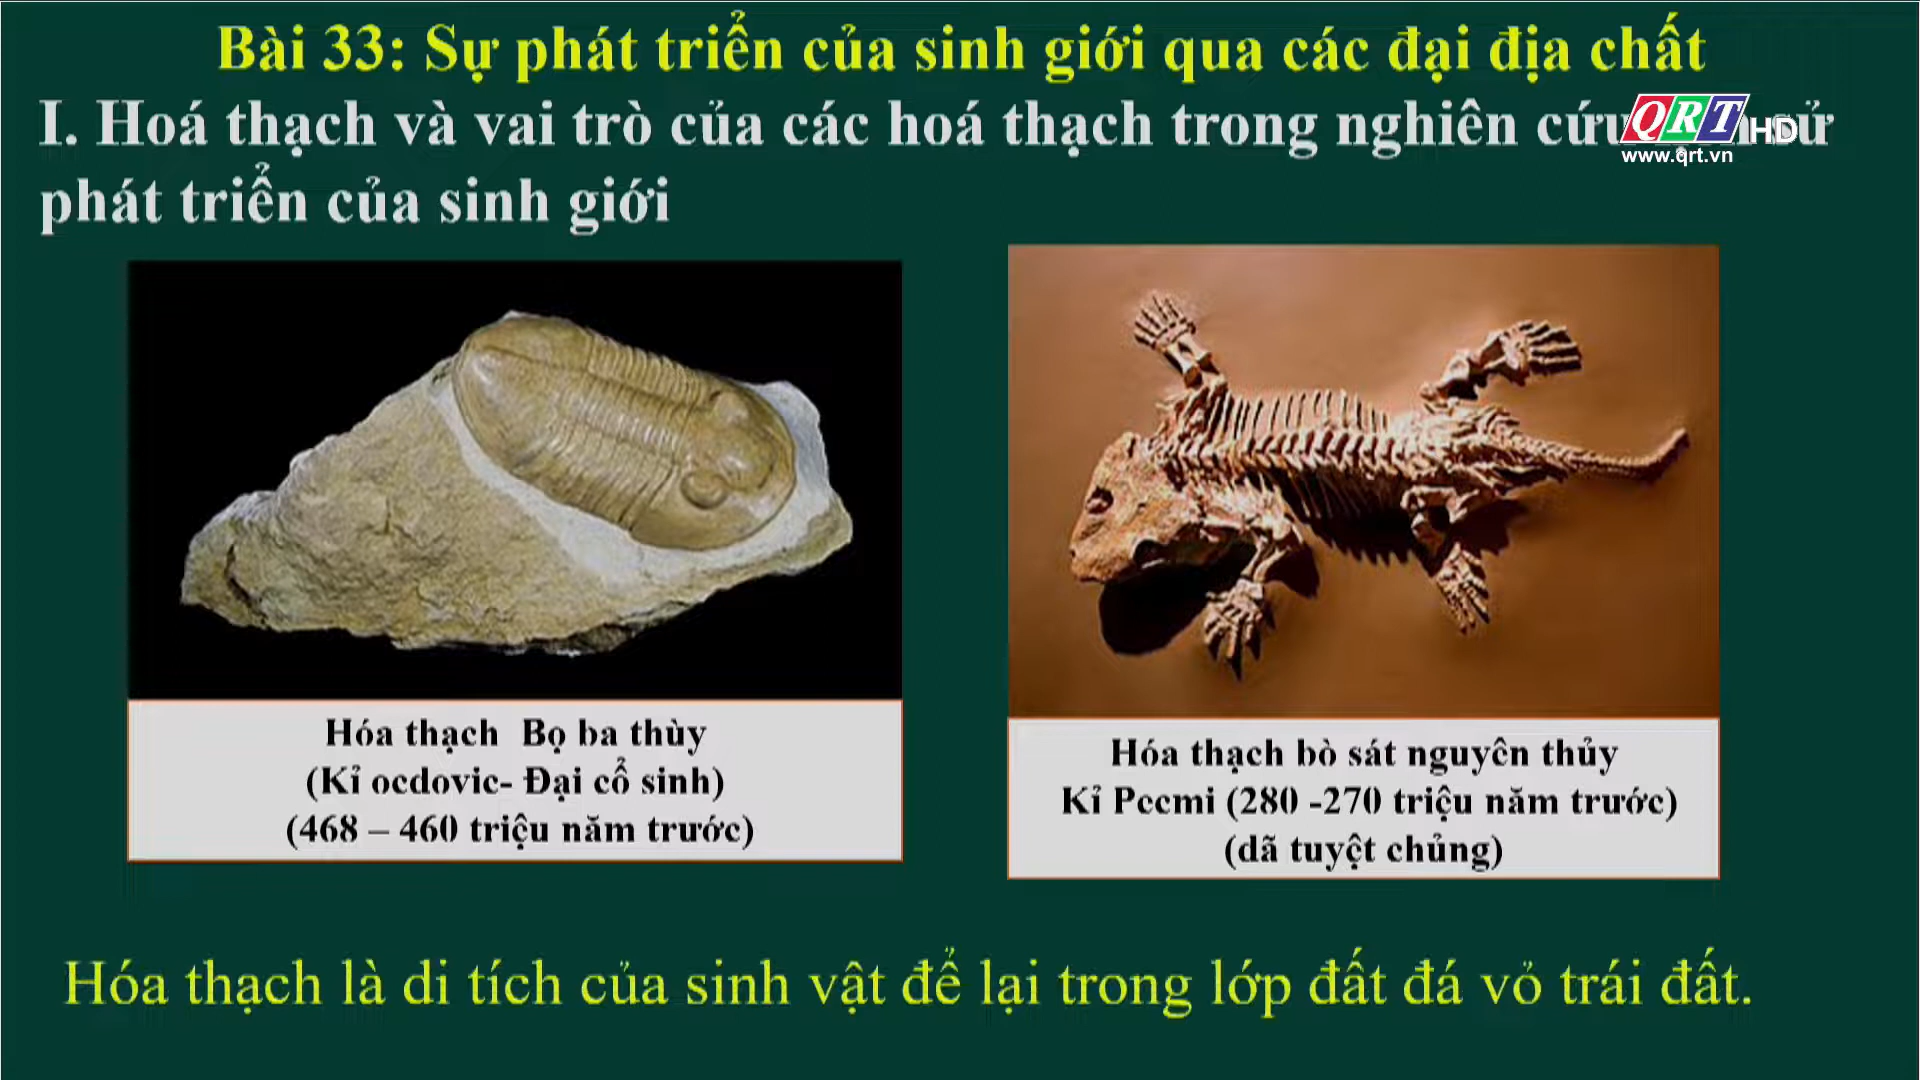 Bài 33: Sự phát triển của sinh giới qua các đại địa chất
I. Hoá thạch và vai trò của các hoá thạch trong nghiên cứu sử
QRT HD
www.qrt.vn
phát triển của sinh giới
Hóa thạch Bọ ba thùy
(Kỉ ocdovic- Đại cổ sinh)
(468 – 460 triệu năm trước)
Hóa thạch bò sát nguyên thủy
Kỉ Pecmi (280 -270 triệu năm trước)
(dã tuyệt chủng)
Hóa thạch là di tích của sinh vật để lại trong lớp đất đá vỏ trái đất.